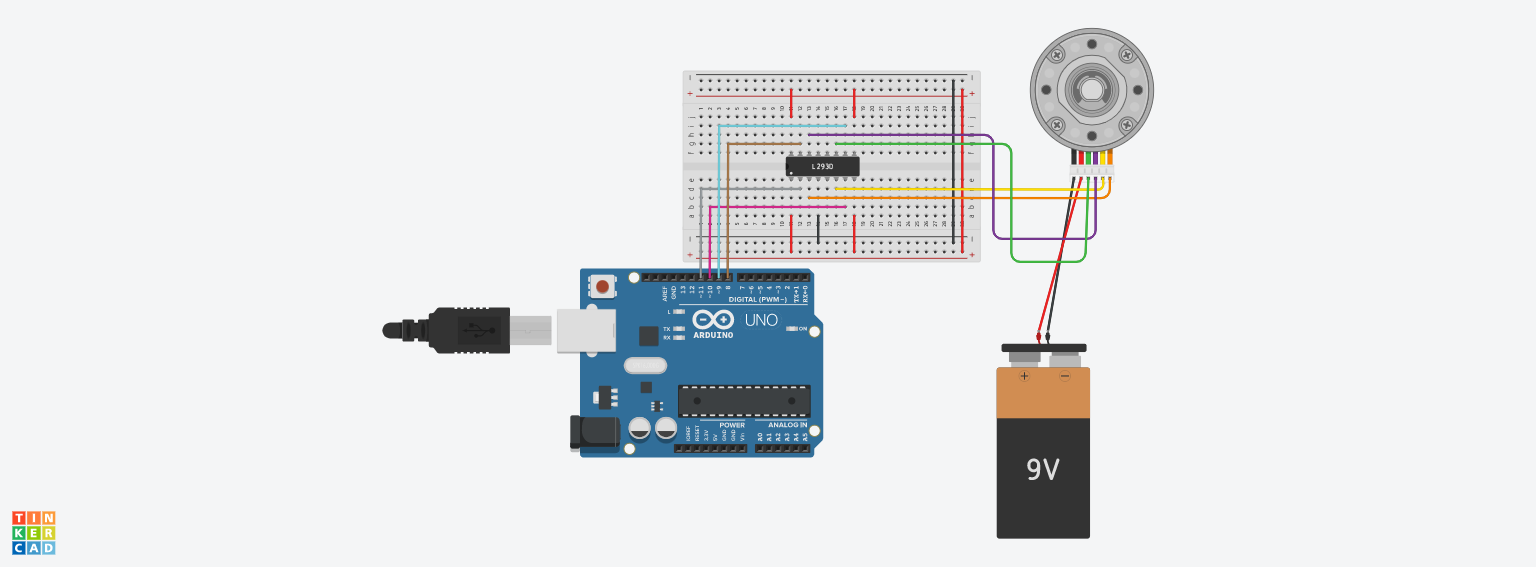 L293D
AREF
GND
13
12
~11
~10
~9
8
7
~6
~5
4
~3
2
TX→1
RX←0
DIGITAL (PWM~)
L
TX
RX
UNO
ON
ARDUINO
POWER
ANALOG IN
IOREF
RESET
3.3V
5V
GND
GND
Vin
A0
A1
A2
A3
A4
A5
+
−
9V
TIN
KER
CAD